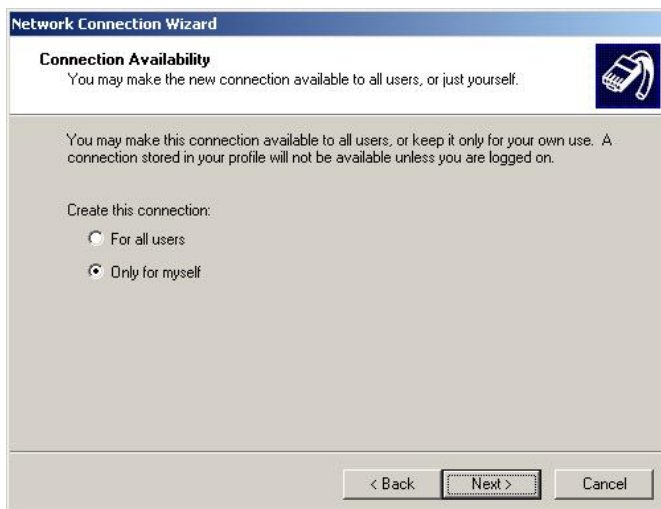 Network Connection Wizard
Connection Availability
You may make the new connection available to all users, or just yourself.
You may make this connection available to all users, or keep it only for your own use. A
connection stored in your profile will not be available unless you are logged on.
Create this connection:
For all users
Only for myself
< Back
Next >
Cancel